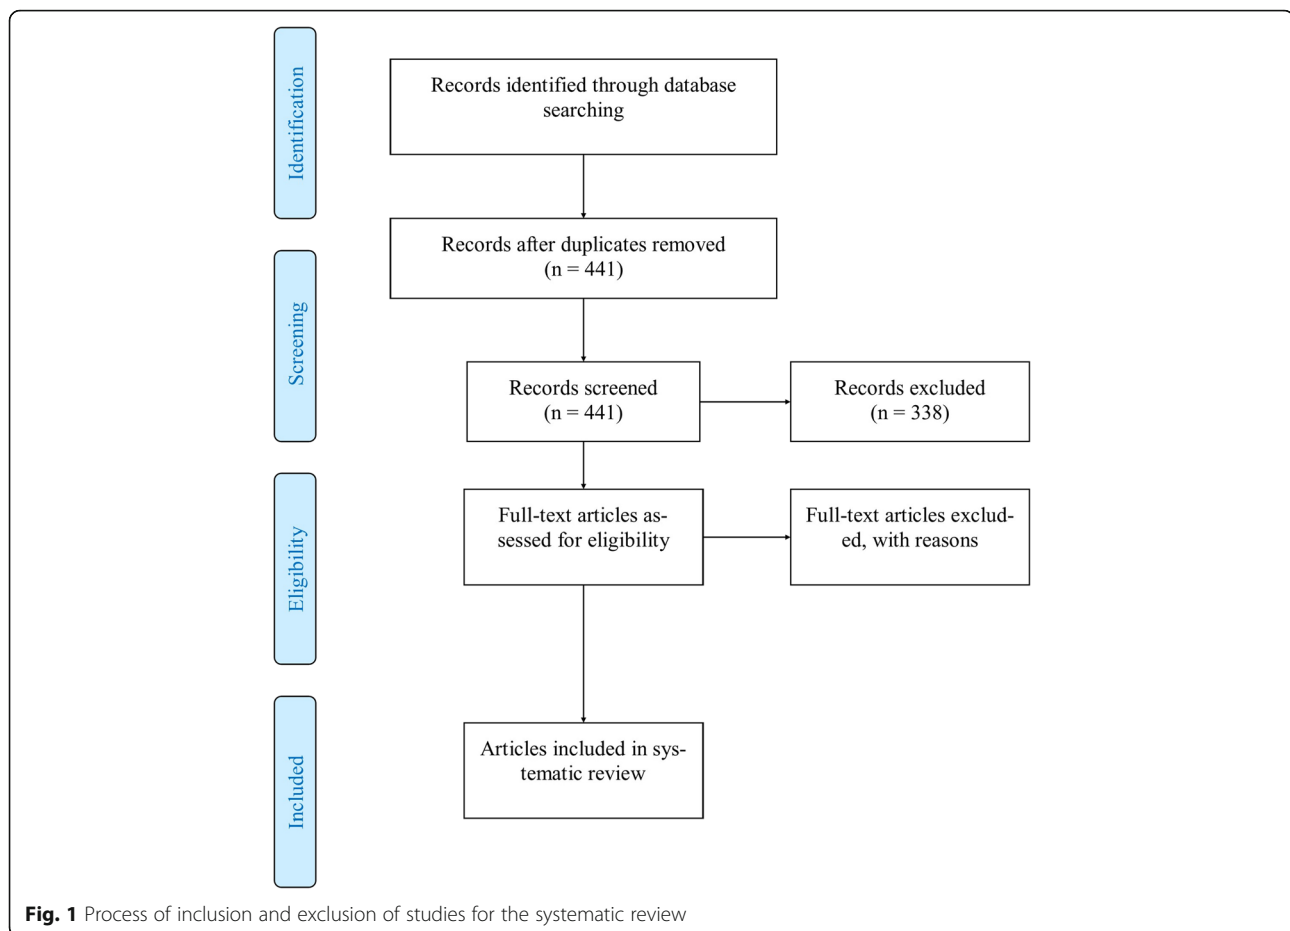 Identification
Records identified through database
searching
Records after duplicates removed
(n = 441)
Screening
Records screened
(n = 441)
Records excluded
(n = 338)
Eligibility
Full-text articles as-
sessed for eligibility
Full-text articles exclud-
ed, with reasons
Included
Articles included in sys-
tematic review
Fig. 1 Process of inclusion and exclusion of studies for the systematic review